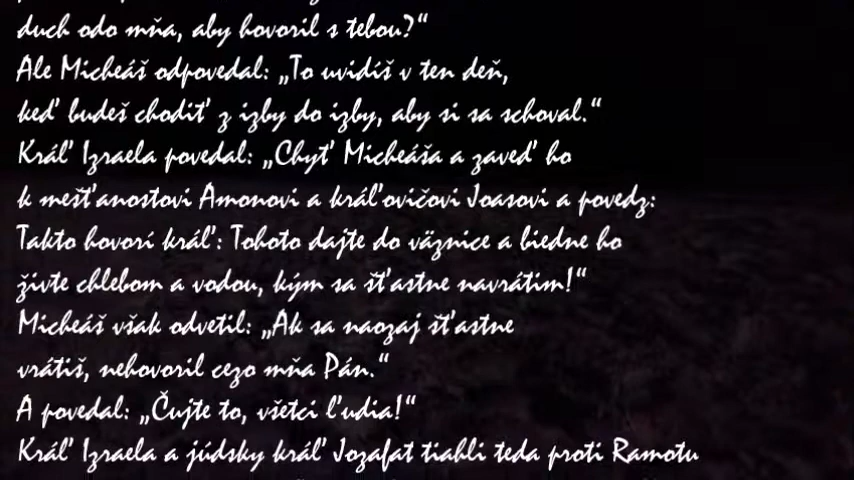 duch odo mňa, aby hovoril s tebou?“
Ale Micheáš odpovedal: „To uvidíš v ten deň,
keď budeš chodiť z izby do izby, aby si sa schoval.“
Kráľ Izraela povedal: „Chyť Micheáša a zaveď ho
k mešťanostovi Amonovi a kráľovičovi Joasovi a povedz:
Takto hovorí kráľ: Tohoto dajte do väznice a biedne ho
živte chlebom a vodou, kým sa šťastne navrátim!“
Micheáš však odvetil: „Ak sa naozaj šťastne
vrátiš, nehovoril cezo mňa Pán.“
A povedal: „Čujte to, všetci ľudia!“
Kráľ Izraela a júdsky kráľ Jozafat tiahli teda proti Ramotu